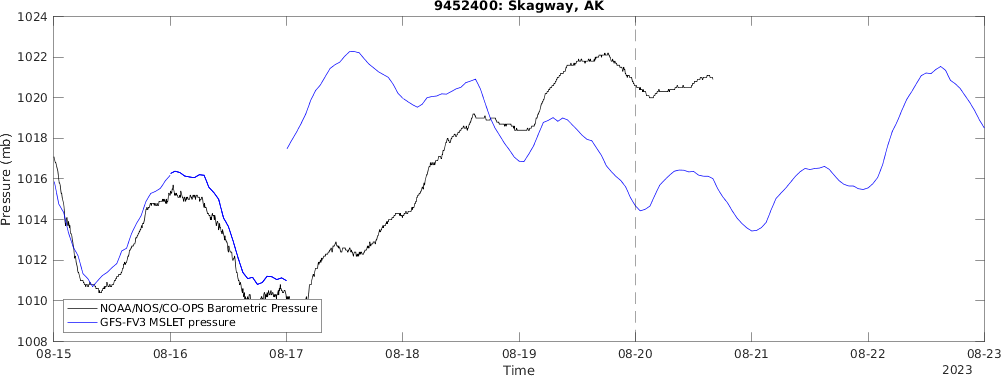 9452400: Skagway, AK
Pressure (mb)
1024
1022
1020
1018
1016
1014
1012
1010
1008
NOAA/NOS/CO-OPS Barometric Pressure
GFS-FV3 MSLET pressure
08-15 08-16 08-17 08-18 08-19 08-20 08-21 08-22 08-23
Time
2023